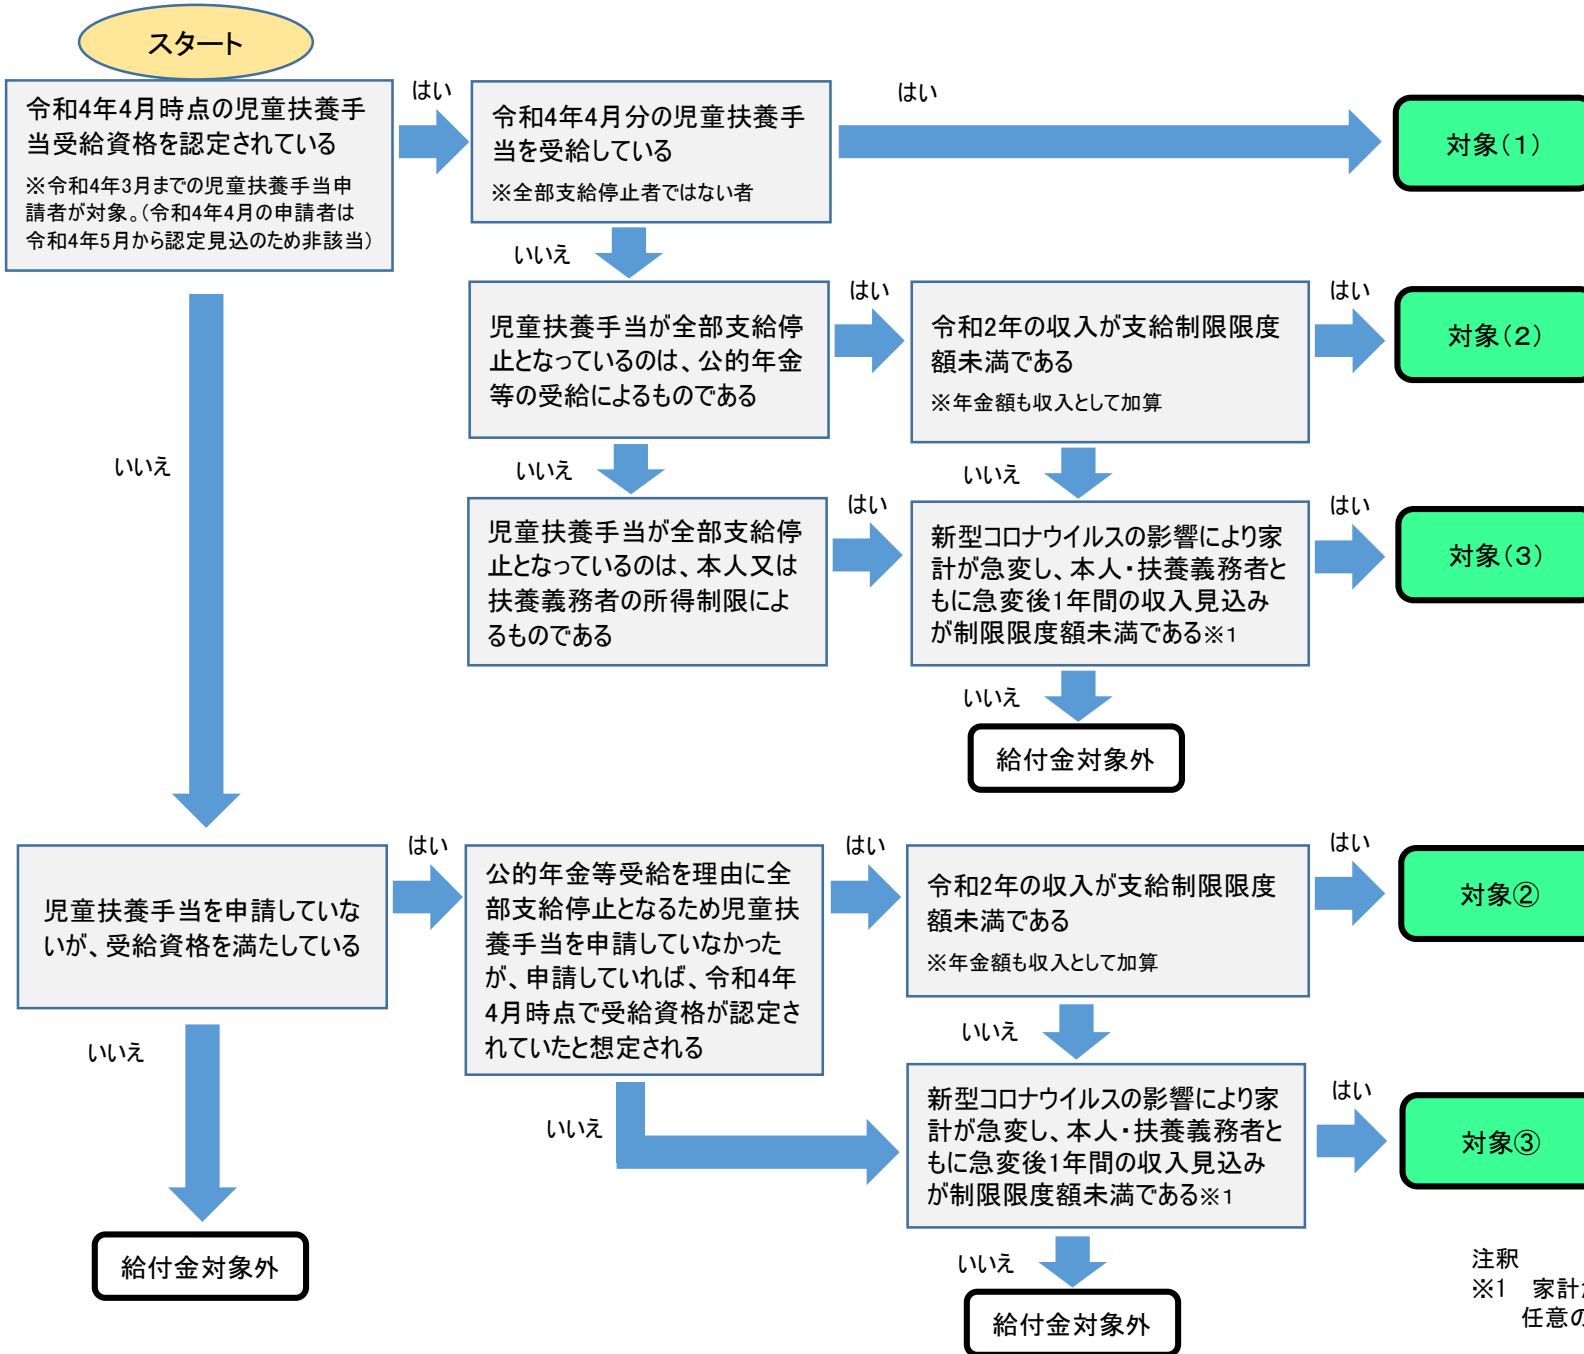 スタート
令和4年4月時点の児童扶養手
当受給資格を認定されている
※令和4年3月までの児童扶養手当申
請者が対象。（令和4年4月の申請者は
令和4年5月から認定見込のため非該当）
はい
令和4年4月分の児童扶養手
当を受給している
※全部支給停止者ではない者
はい
対象（１）
いいえ
児童扶養手当が全部支給停
止となっているのは、公的年金
等の受給によるものである
はい
令和2年の収入が支給制限限度
額未満である
※年金額も収入として加算
はい
対象（２）
いいえ
いいえ
いいえ
児童扶養手当が全部支給停
止となっているのは、本人又は
扶養義務者の所得制限によ
るものである
はい
新型コロナウイルスの影響により家
計が急変し、本人・扶養義務者と
もに急変後1年間の収入見込み
が制限限度額未満である※1
はい
対象（３）
いいえ
給付金対象外
児童扶養手当を申請していな
いが、受給資格を満たしている
はい
公的年金等受給を理由に全
部支給停止となるため児童扶
養手当を申請していなかった
が、申請していれば、令和4年
4月時点で受給資格が認定さ
れていたと想定される
はい
令和2年の収入が支給制限限度
額未満である
※年金額も収入として加算
はい
対象②
いいえ
いいえ
いいえ
新型コロナウイルスの影響により家
計が急変し、本人・扶養義務者と
もに急変後1年間の収入見込み
が制限限度額未満である※1
はい
対象③
給付金対象外
いいえ
給付金対象外
注釈
※1　家計
任意の